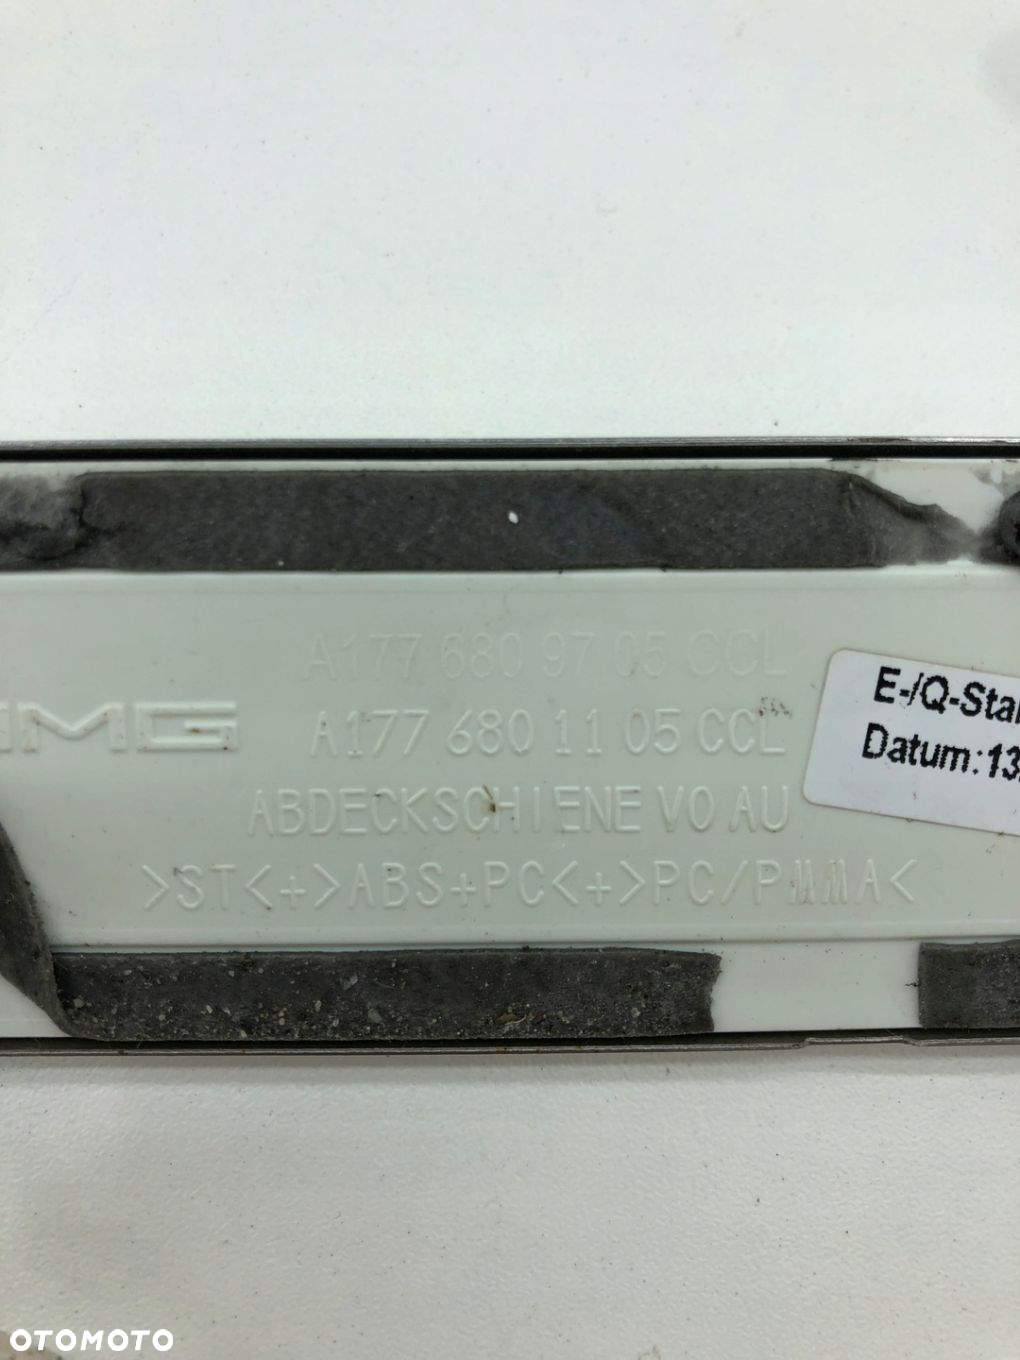 A177 680 97 05 CCL
AMG
A177 680 11 05 CCL
ABDECKSCHIENE VO AU
>ST<+>ABS+PC<+>PC/PMMA<
E-/Q-Sta
Datum:13
OTOMOTO